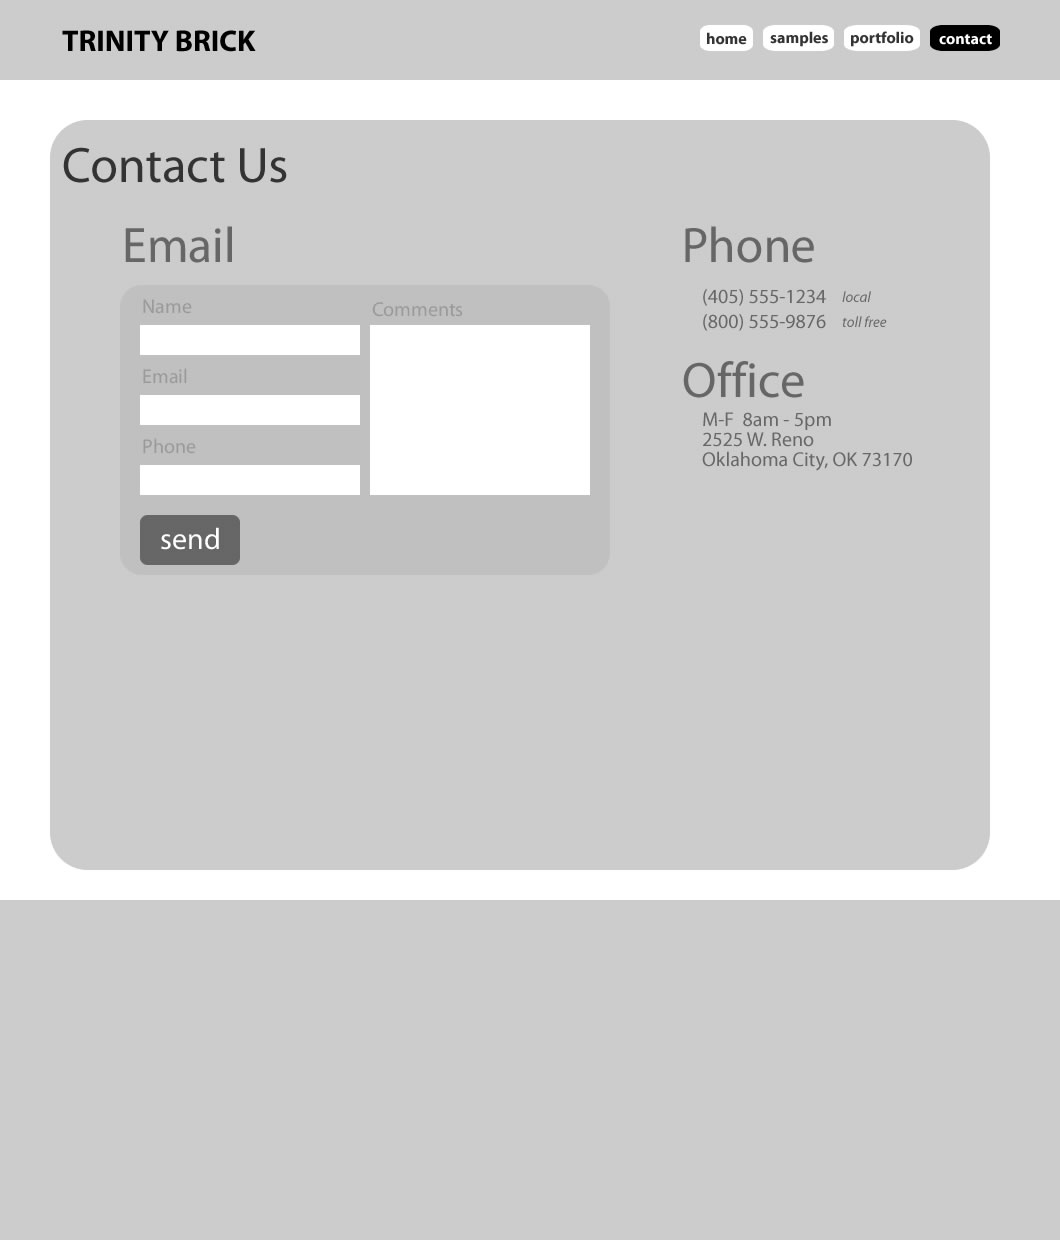 TRINITY BRICK
home samples portfolio contact
Contact Us
Email
Name
Comments
Email
Phone
send
Phone
(405) 555-1234 local
(800) 555-9876 toll free
Office
M-F 8am - 5pm
2525 W. Reno
Oklahoma City, OK 73170